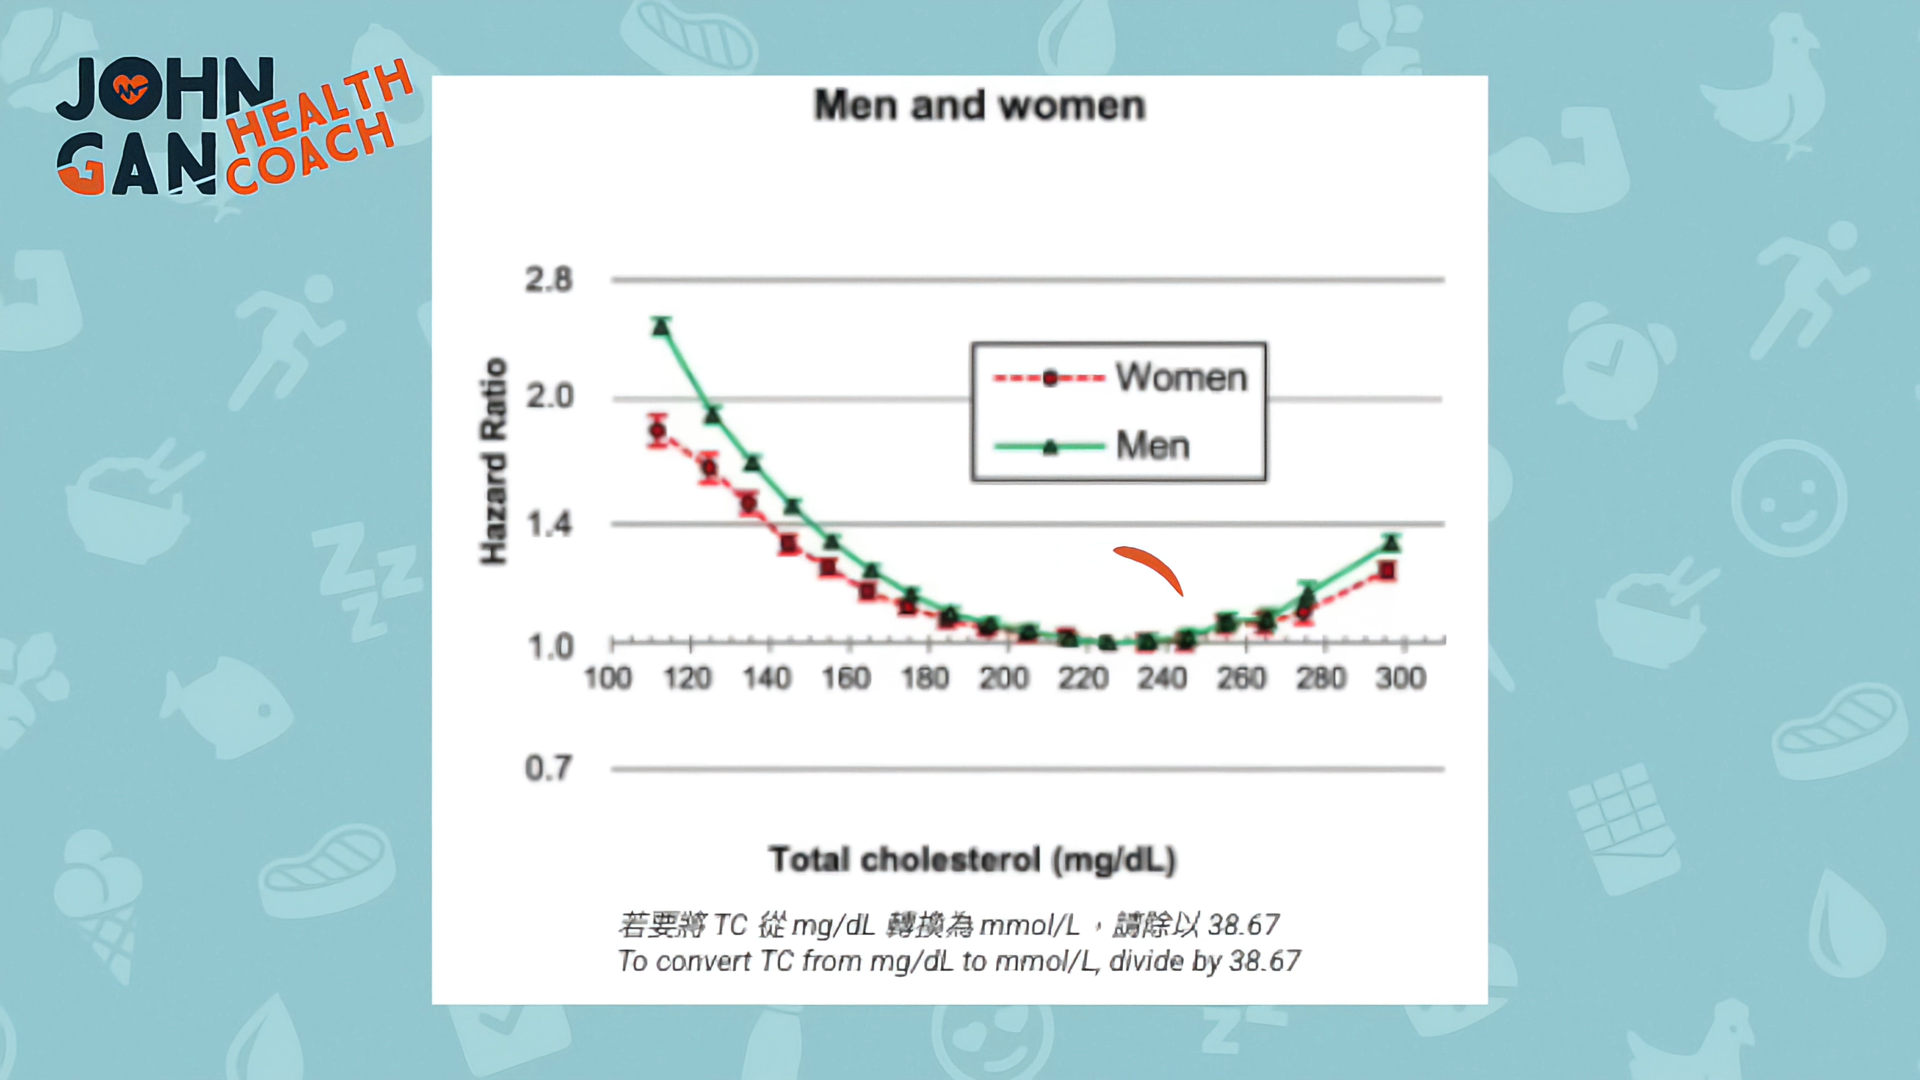 JOHN
GAN
HEALTH
COACH
Men and women
2.8
2.0
1.4
1.0
0.7
Hazard Ratio
Women
Men
100 120 140 160 180 200 220 240 260 280 300
Total cholesterol (mg/dL)
若要將 TC 從 mg/dL 轉換為 mmol/L，請除以 38.67
To convert TC from mg/dL to mmol/L, divide by 38.67